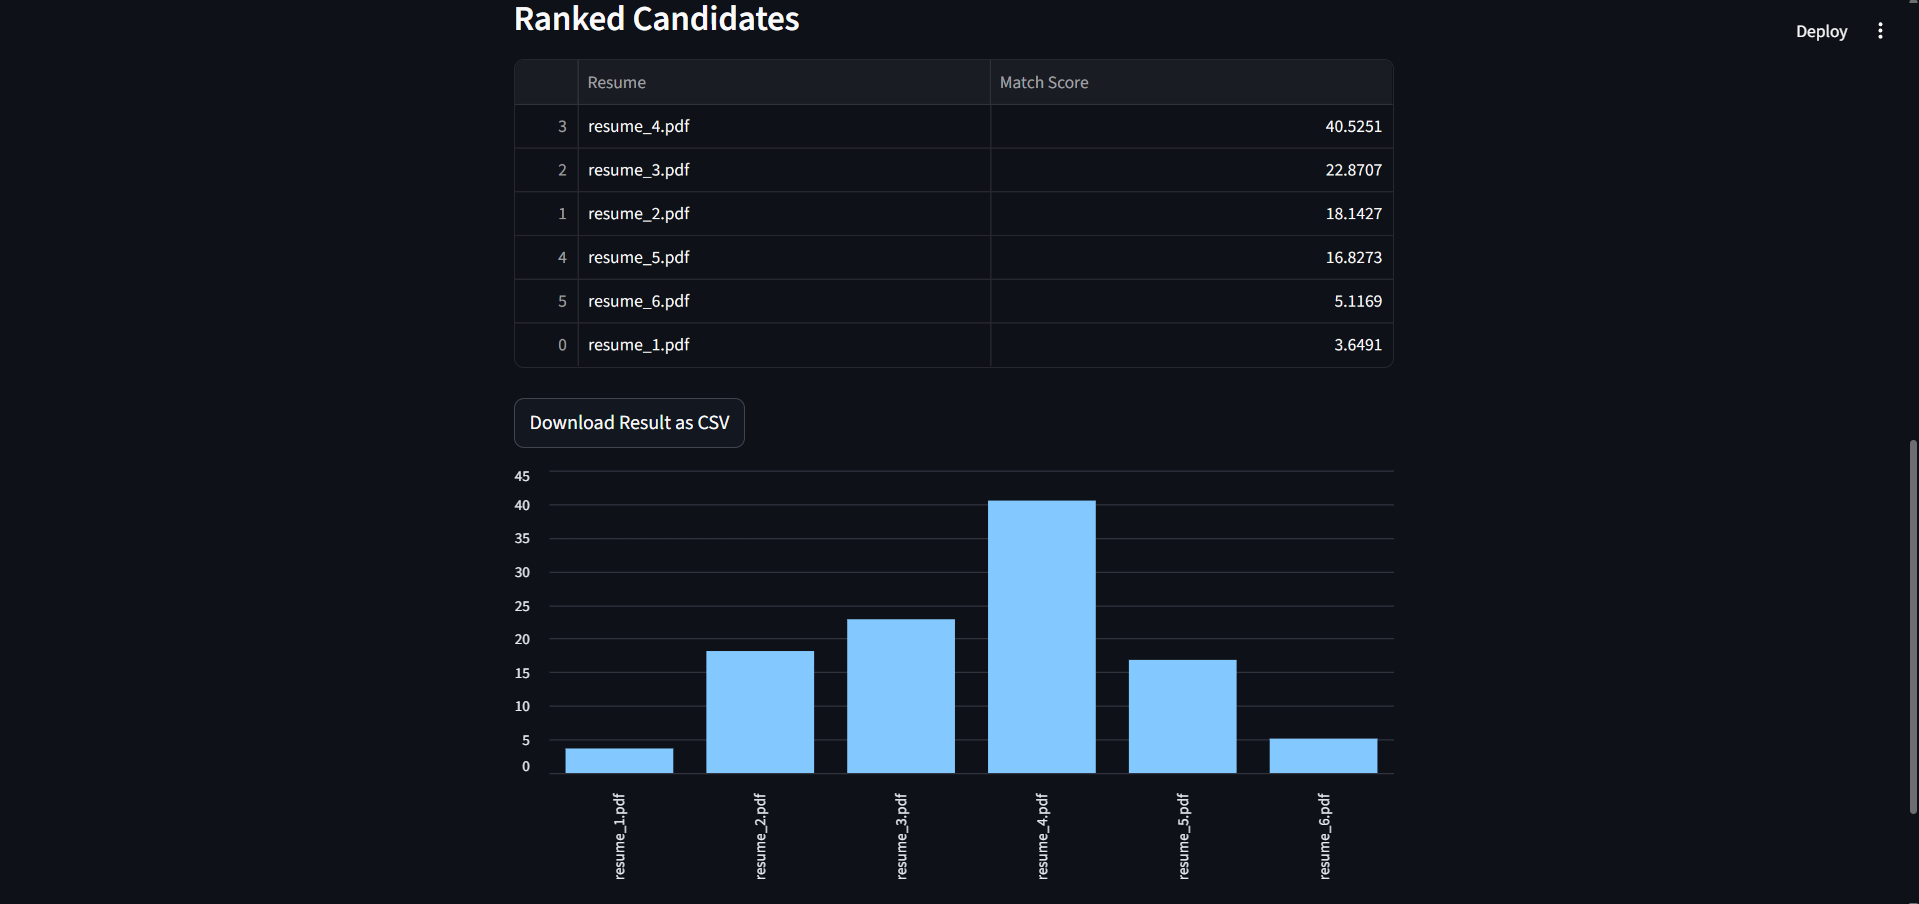 Ranked Candidates
Deploy
Resume Match Score
3 resume_4.pdf 40.5251
2 resume_3.pdf 22.8707
1 resume_2.pdf 18.1427
4 resume_5.pdf 16.8273
5 resume_6.pdf 5.1169
0 resume_1.pdf 3.6491
Download Result as CSV
45
40
35
30
25
20
15
10
5
0
resume_1.pdf
resume_2.pdf
resume_3.pdf
resume_4.pdf
resume_5.pdf
resume_6.pdf